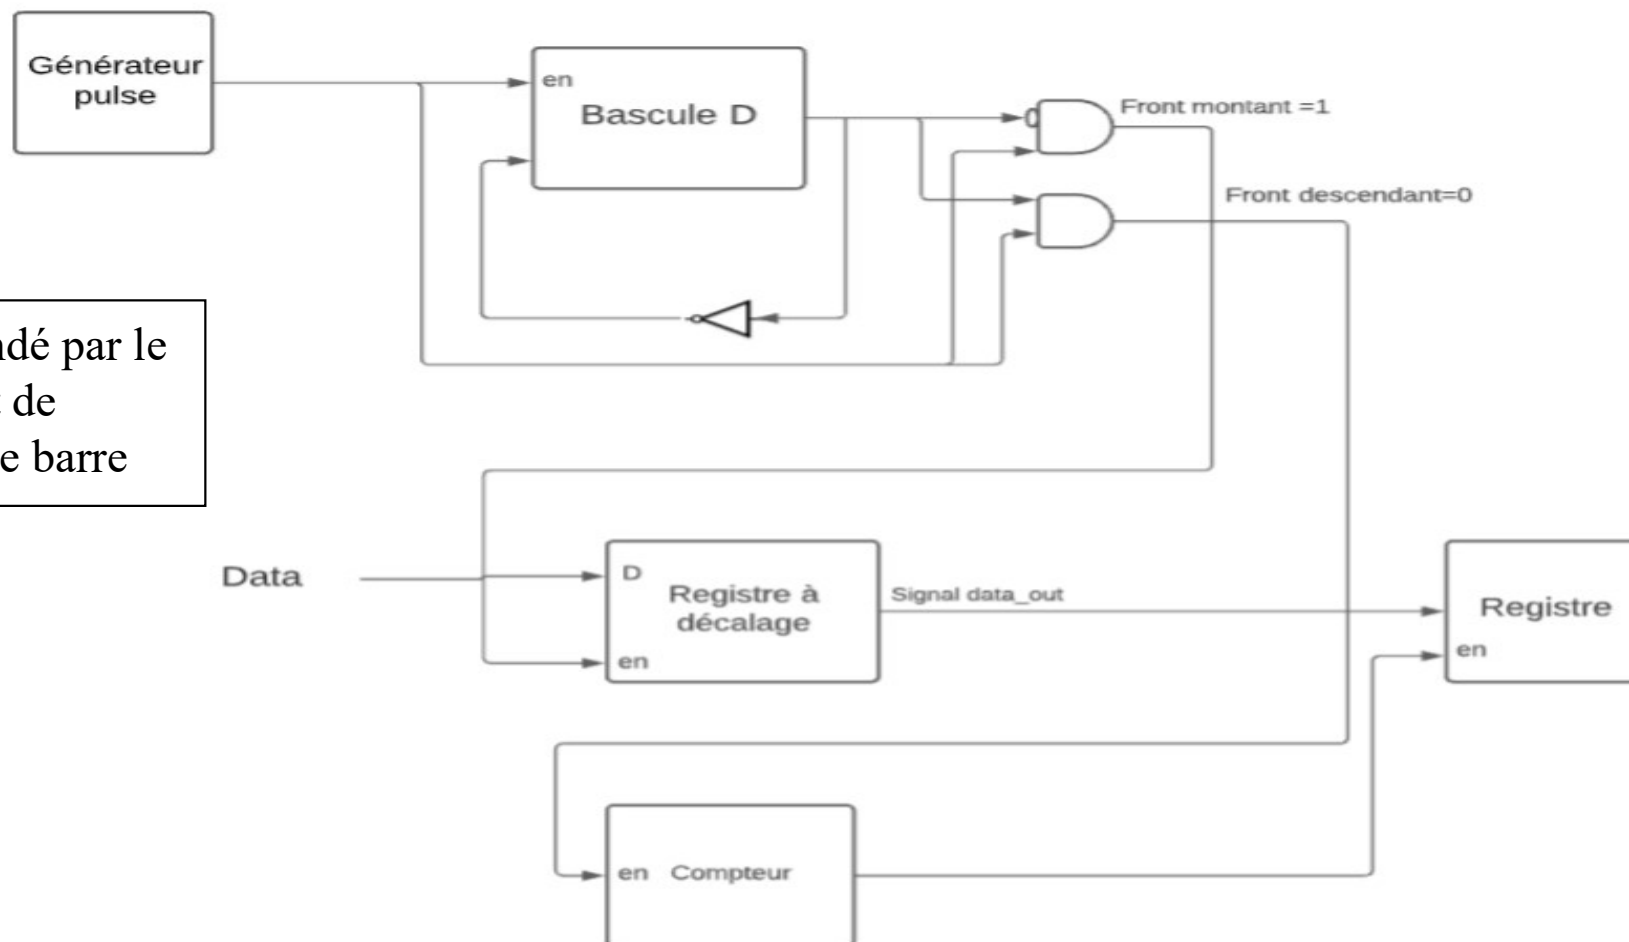 Générateur
pulse
en
Bascule D
Front montant =1
Front descendant=0
ndé par le
de
e barre
Data
D
Registre à
décalage
en
Signal data_out
Registre
en
en Compteur